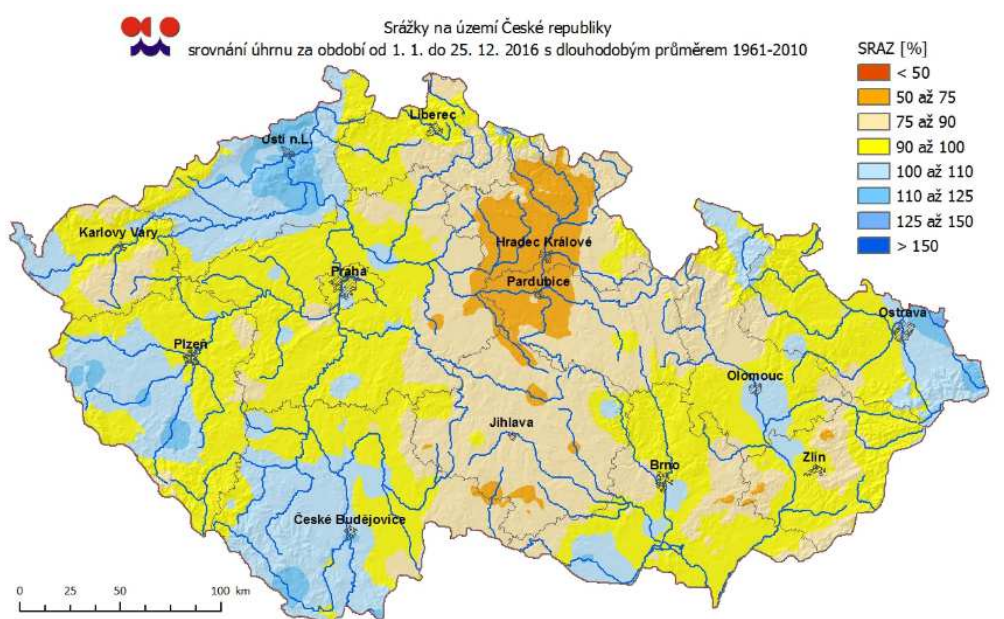 Srážky na území České republiky
srovnání úhrnu za období od 1. 1. do 25. 12. 2016 s dlouhodobým průměrem 1961-2010
SRAZ [%]
< 50
50 až 75
75 až 90
90 až 100
100 až 110
110 až 125
125 až 150
> 150
Liberec
Ústí n.L.
Karlovy Vary
Hradec Králové
Praha
Pardubice
Ostrava
Plzeň
Olomouc
Jihlava
Zlín
Brno
České Budějovice
0 25 50 100 km